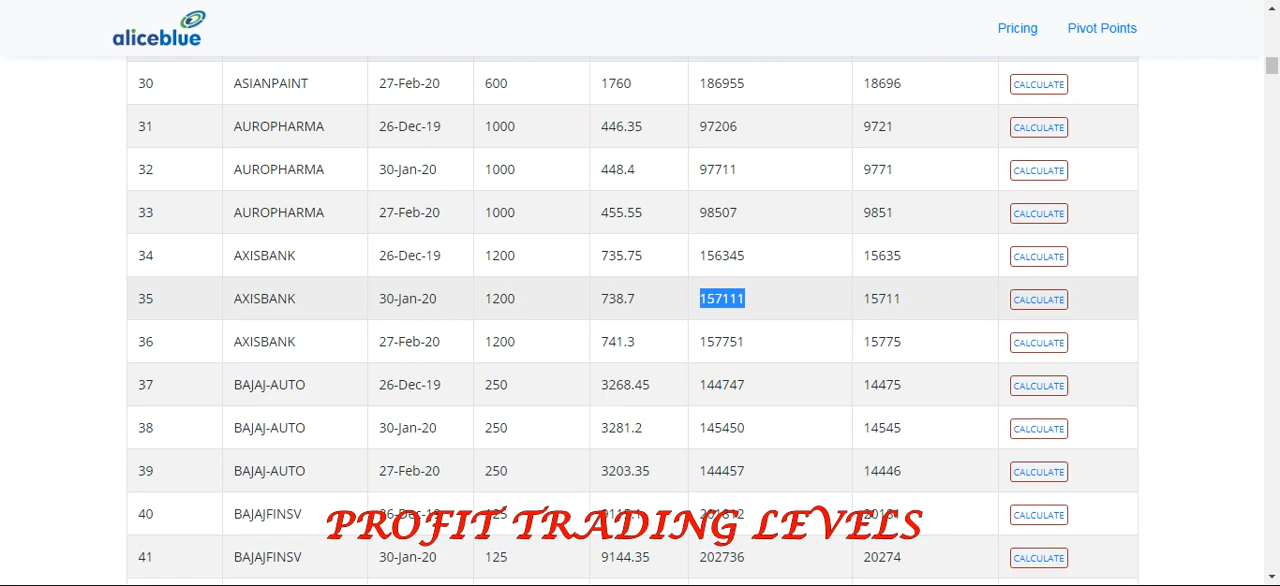 aliceblue Pricing Pivot Points
30 ASIANPAINT 27-Feb-20 600 1760 186955 18696 CALCULATE
31 AUROPHARMA 26-Dec-19 1000 446.35 97206 9721 CALCULATE
32 AUROPHARMA 30-Jan-20 1000 448.4 97711 9771 CALCULATE
33 AUROPHARMA 27-Feb-20 1000 455.55 98507 9851 CALCULATE
34 AXISBANK 26-Dec-19 1200 735.75 156345 15635 CALCULATE
35 AXISBANK 30-Jan-20 1200 738.7 157111 15711 CALCULATE
36 AXISBANK 27-Feb-20 1200 741.3 157751 15775 CALCULATE
37 BAJAJ-AUTO 26-Dec-19 250 3268.45 144747 14475 CALCULATE
38 BAJAJ-AUTO 30-Jan-20 250 3281.2 145450 14545 CALCULATE
39 BAJAJ-AUTO 27-Feb-20 250 3203.35 144457 14446 CALCULATE
40 BAJAJFINSV 26-Dec-19 125 CALCULATE
PROFIT TRADING LEVELS
41 BAJAJFINSV 30-Jan-20 125 9144.35 202736 20274 CALCULATE